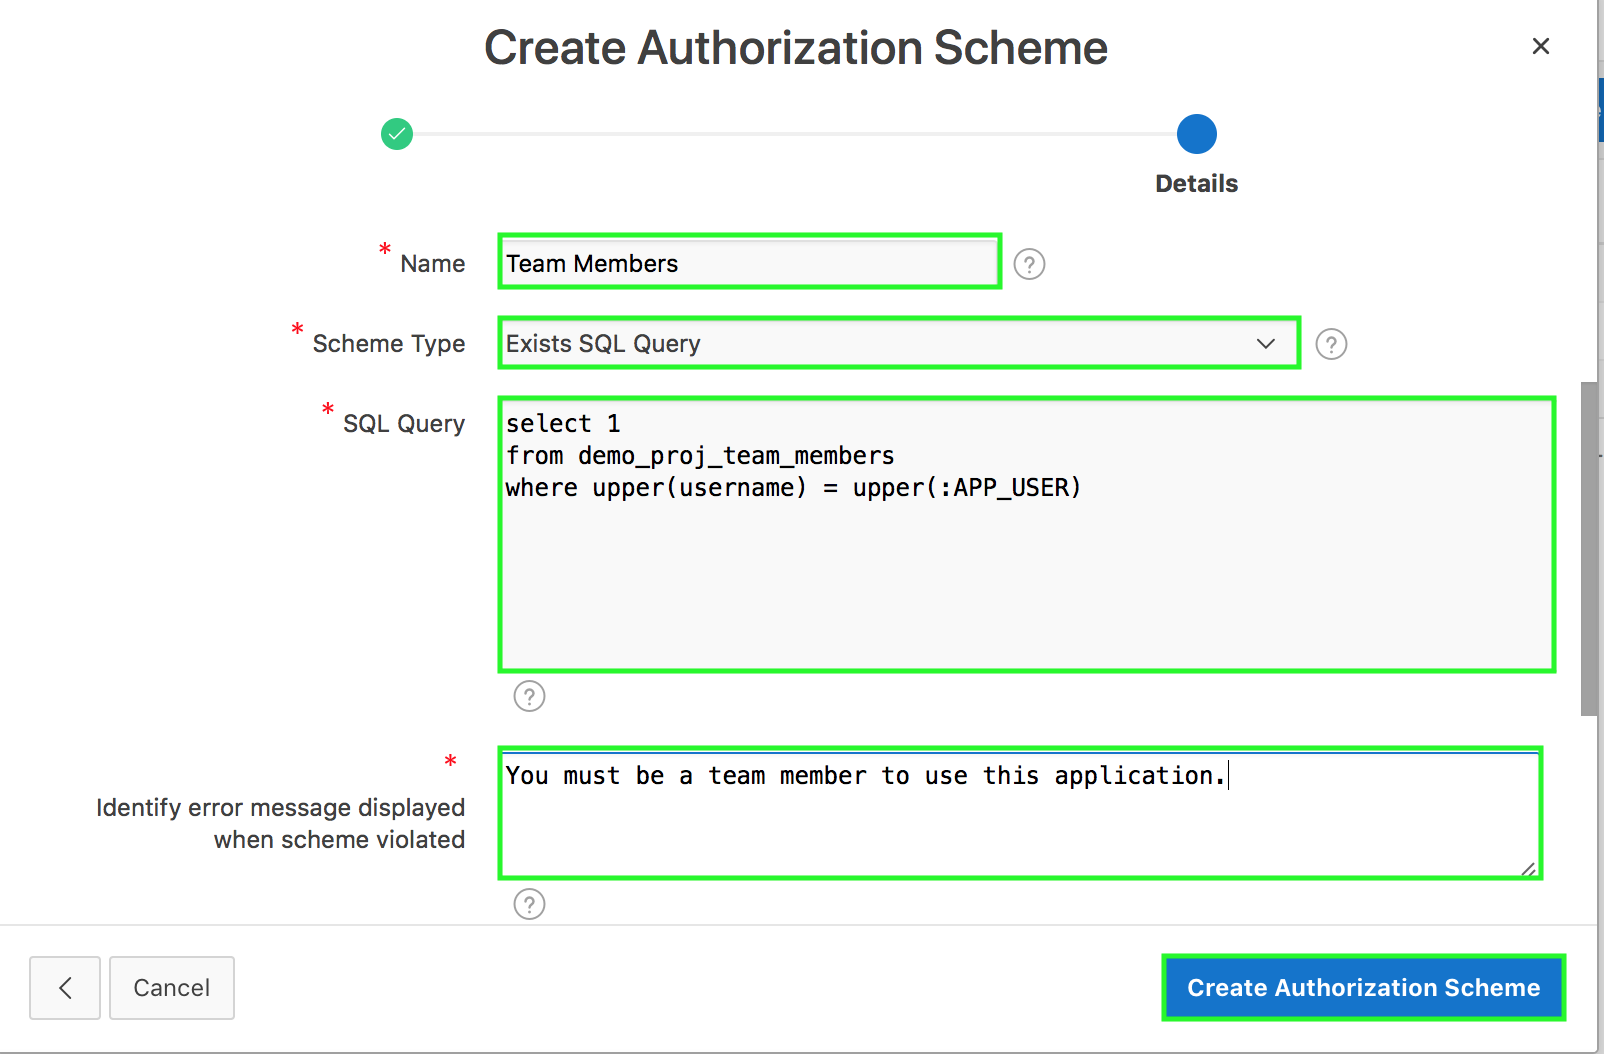 Create Authorization Scheme
Details
* Name
Team Members
* Scheme Type
Exists SQL Query
* SQL Query
select 1
from demo_proj_team_members
where upper(username) = upper(:APP_USER)
*
Identify error message displayed
when scheme violated
You must be a team member to use this application.
Cancel
Create Authorization Scheme